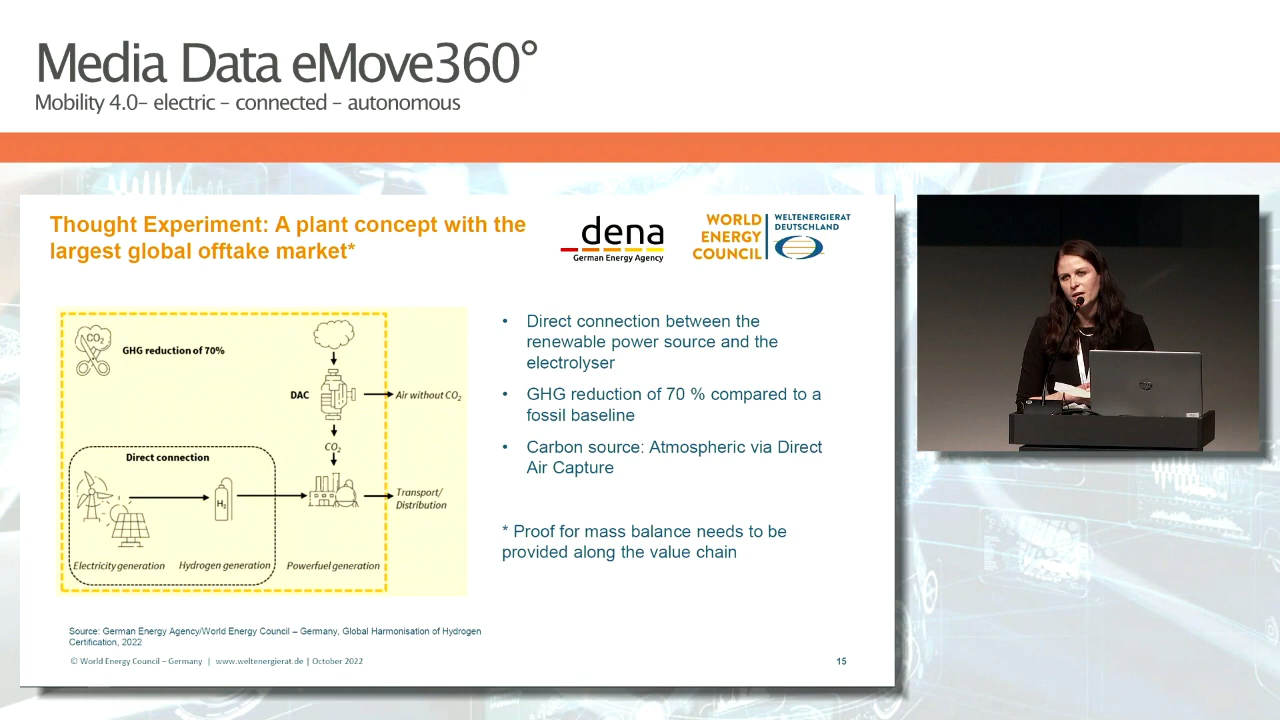 Media Data eMove360°
Mobility 4.0– electric – connected – autonomous
Thought Experiment: A plant concept with the
largest global offtake market*
dena
German Energy Agency
WORLD
ENERGY
COUNCIL
WELTENERGIERAT
DEUTSCHLAND
CO2
GHG reduction of 70%
DAC
Air without CO2
CO2
Direct connection
H2
Transport/
Distribution
Electricity generation
Hydrogen generation
Powerfuel generation
• Direct connection between the
renewable power source and the
electrolyser
• GHG reduction of 70 % compared to a
fossil baseline
• Carbon source: Atmospheric via Direct
Air Capture
* Proof for mass balance needs to be
provided along the value chain
Source: German Energy Agency/World Energy Council – Germany, Global Harmonisation of Hydrogen
Certification, 2022
© World Energy Council – Germany | www.weltenergierat.de | October 2022
15
hp